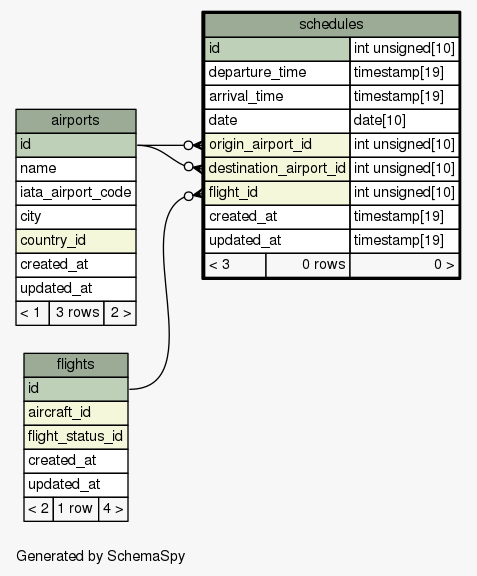 schedules
id int unsigned[10]
departure_time timestamp[19]
arrival_time timestamp[19]
date date[10]
origin_airport_id int unsigned[10]
destination_airport_id int unsigned[10]
flight_id int unsigned[10]
created_at timestamp[19]
updated_at timestamp[19]
< 3 0 rows 0 >
airports
id
name
iata_airport_code
city
country_id
created_at
updated_at
< 1 3 rows 2 >
flights
id
aircraft_id
flight_status_id
created_at
updated_at
< 2 1 row 4 >
Generated by SchemaSpy